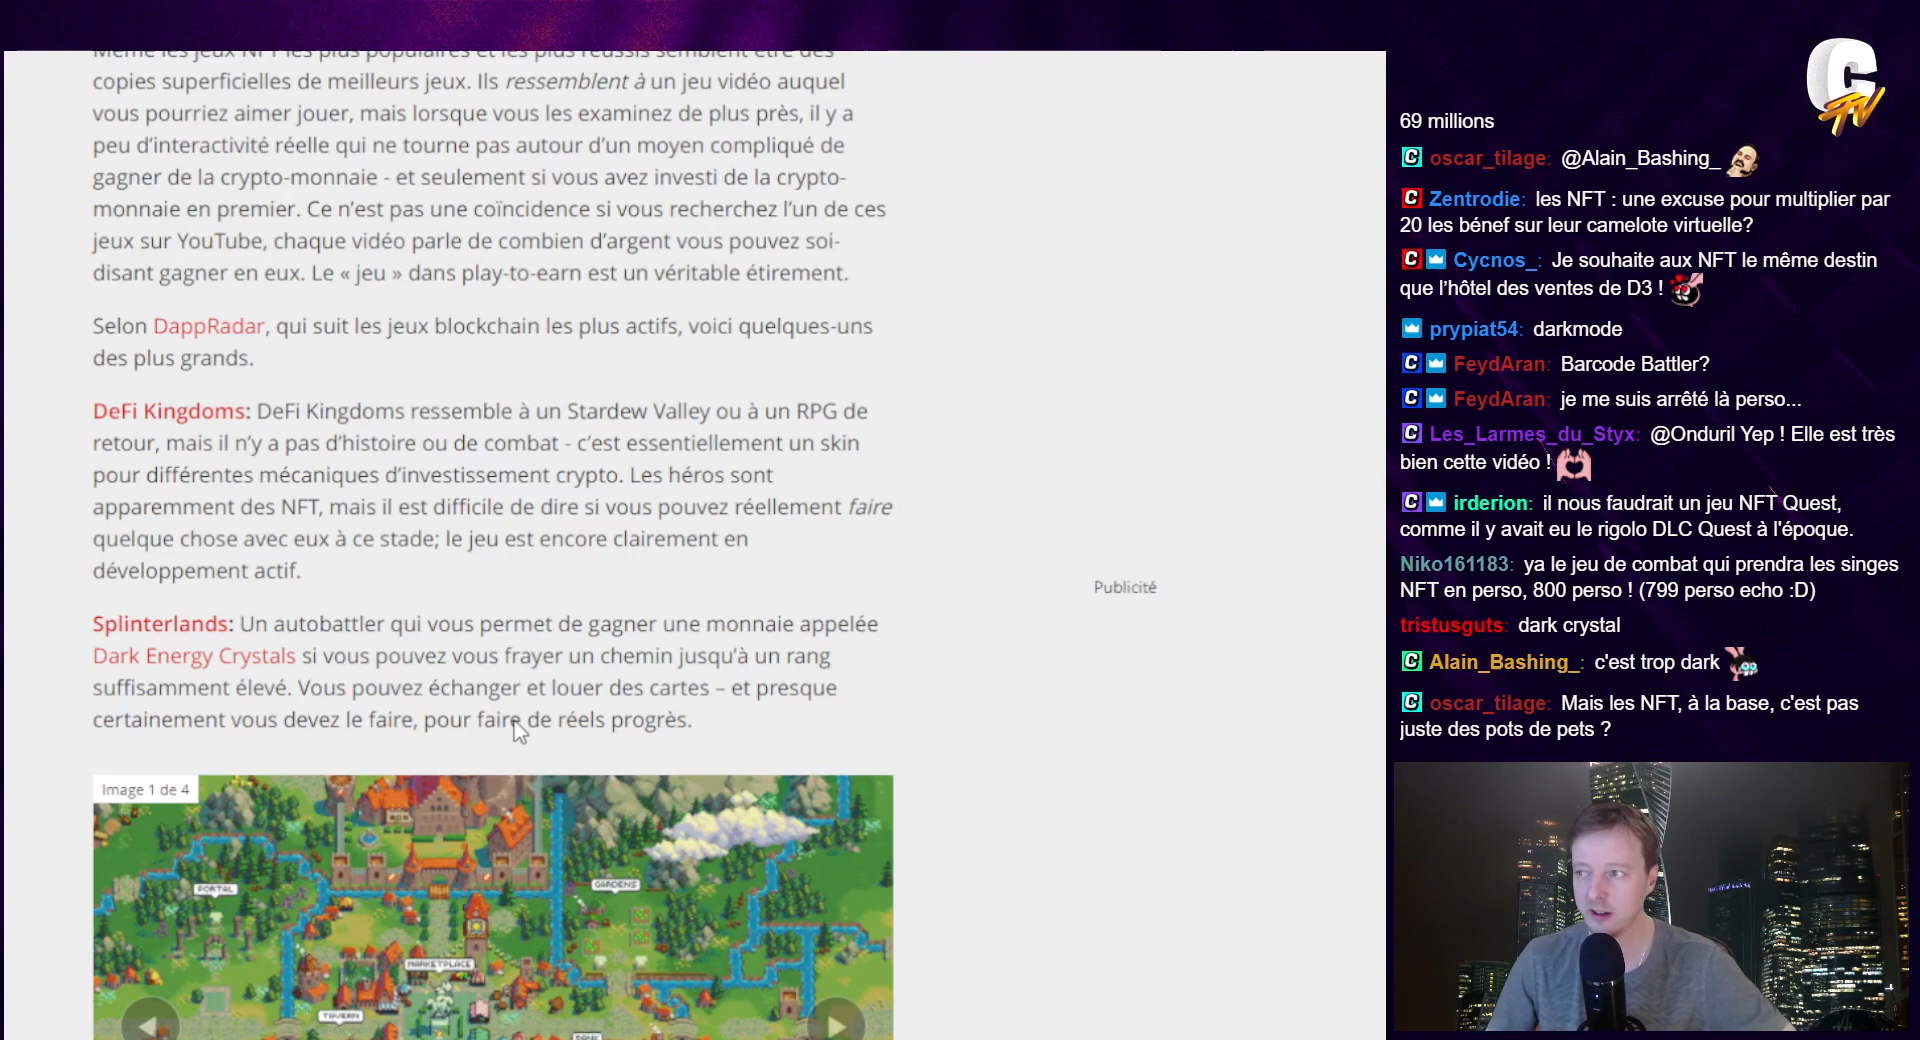 Même les jeux NFT les plus populaires et les plus réussis semblent être des
copies superficielles de meilleurs jeux. Ils ressemblent à un jeu vidéo auquel
vous pourriez aimer jouer, mais lorsque vous les examinez de plus près, il y a
peu d'interactivité réelle qui ne tourne pas autour d'un moyen compliqué de
gagner de la crypto-monnaie - et seulement si vous avez investi de la crypto-
monnaie en premier. Ce n'est pas une coïncidence si vous recherchez l'un de ces
jeux sur YouTube, chaque vidéo parle de combien d'argent vous pouvez soi-
disant gagner en eux. Le « jeu » dans play-to-earn est un véritable étirement.
Selon DappRadar, qui suit les jeux blockchain les plus actifs, voici quelques-uns
des plus grands.
DeFi Kingdoms: DeFi Kingdoms ressemble à un Stardew Valley ou à un RPG de
retour, mais il n'y a pas d'histoire ou de combat - c'est essentiellement un skin
pour différentes mécaniques d'investissement crypto. Les héros sont
apparemment des NFT, mais il est difficile de dire si vous pouvez réellement faire
quelque chose avec eux à ce stade; le jeu est encore clairement en
développement actif.
Splinterlands: Un autobattler qui vous permet de gagner une monnaie appelée
Dark Energy Crystals si vous pouvez vous frayer un chemin jusqu'à un rang
suffisamment élevé. Vous pouvez échanger et louer des cartes – et presque
certainement vous devez le faire, pour faire de réels progrès.
Image 1 de 4
PORTAL
GARDENS
MARKETPLACE
TAVERN
BANK
Publicité
C TV
69 millions
C oscar_tilage: @Alain_Bashing_
C Zentrodie: les NFT : une excuse pour multiplier par
20 les bénef sur leur camelote virtuelle?
C Cycnos_: Je souhaite aux NFT le même destin
que l'hôtel des ventes de D3 !
prypiat54: darkmode
C FeydAran: Barcode Battler?
C FeydAran: je me suis arrêté là perso...
C Les_Larmes_du_Styx: @Onduril Yep ! Elle est très
bien cette vidéo !
C irderion: il nous faudrait un jeu NFT Quest,
comme il y avait eu le rigolo DLC Quest à l'époque.
Niko161183: ya le jeu de combat qui prendra les singes
NFT en perso, 800 perso ! (799 perso echo :D)
tristusguts: dark crystal
C Alain_Bashing_: c'est trop dark
C oscar_tilage: Mais les NFT, à la base, c'est pas
juste des pots de pets ?